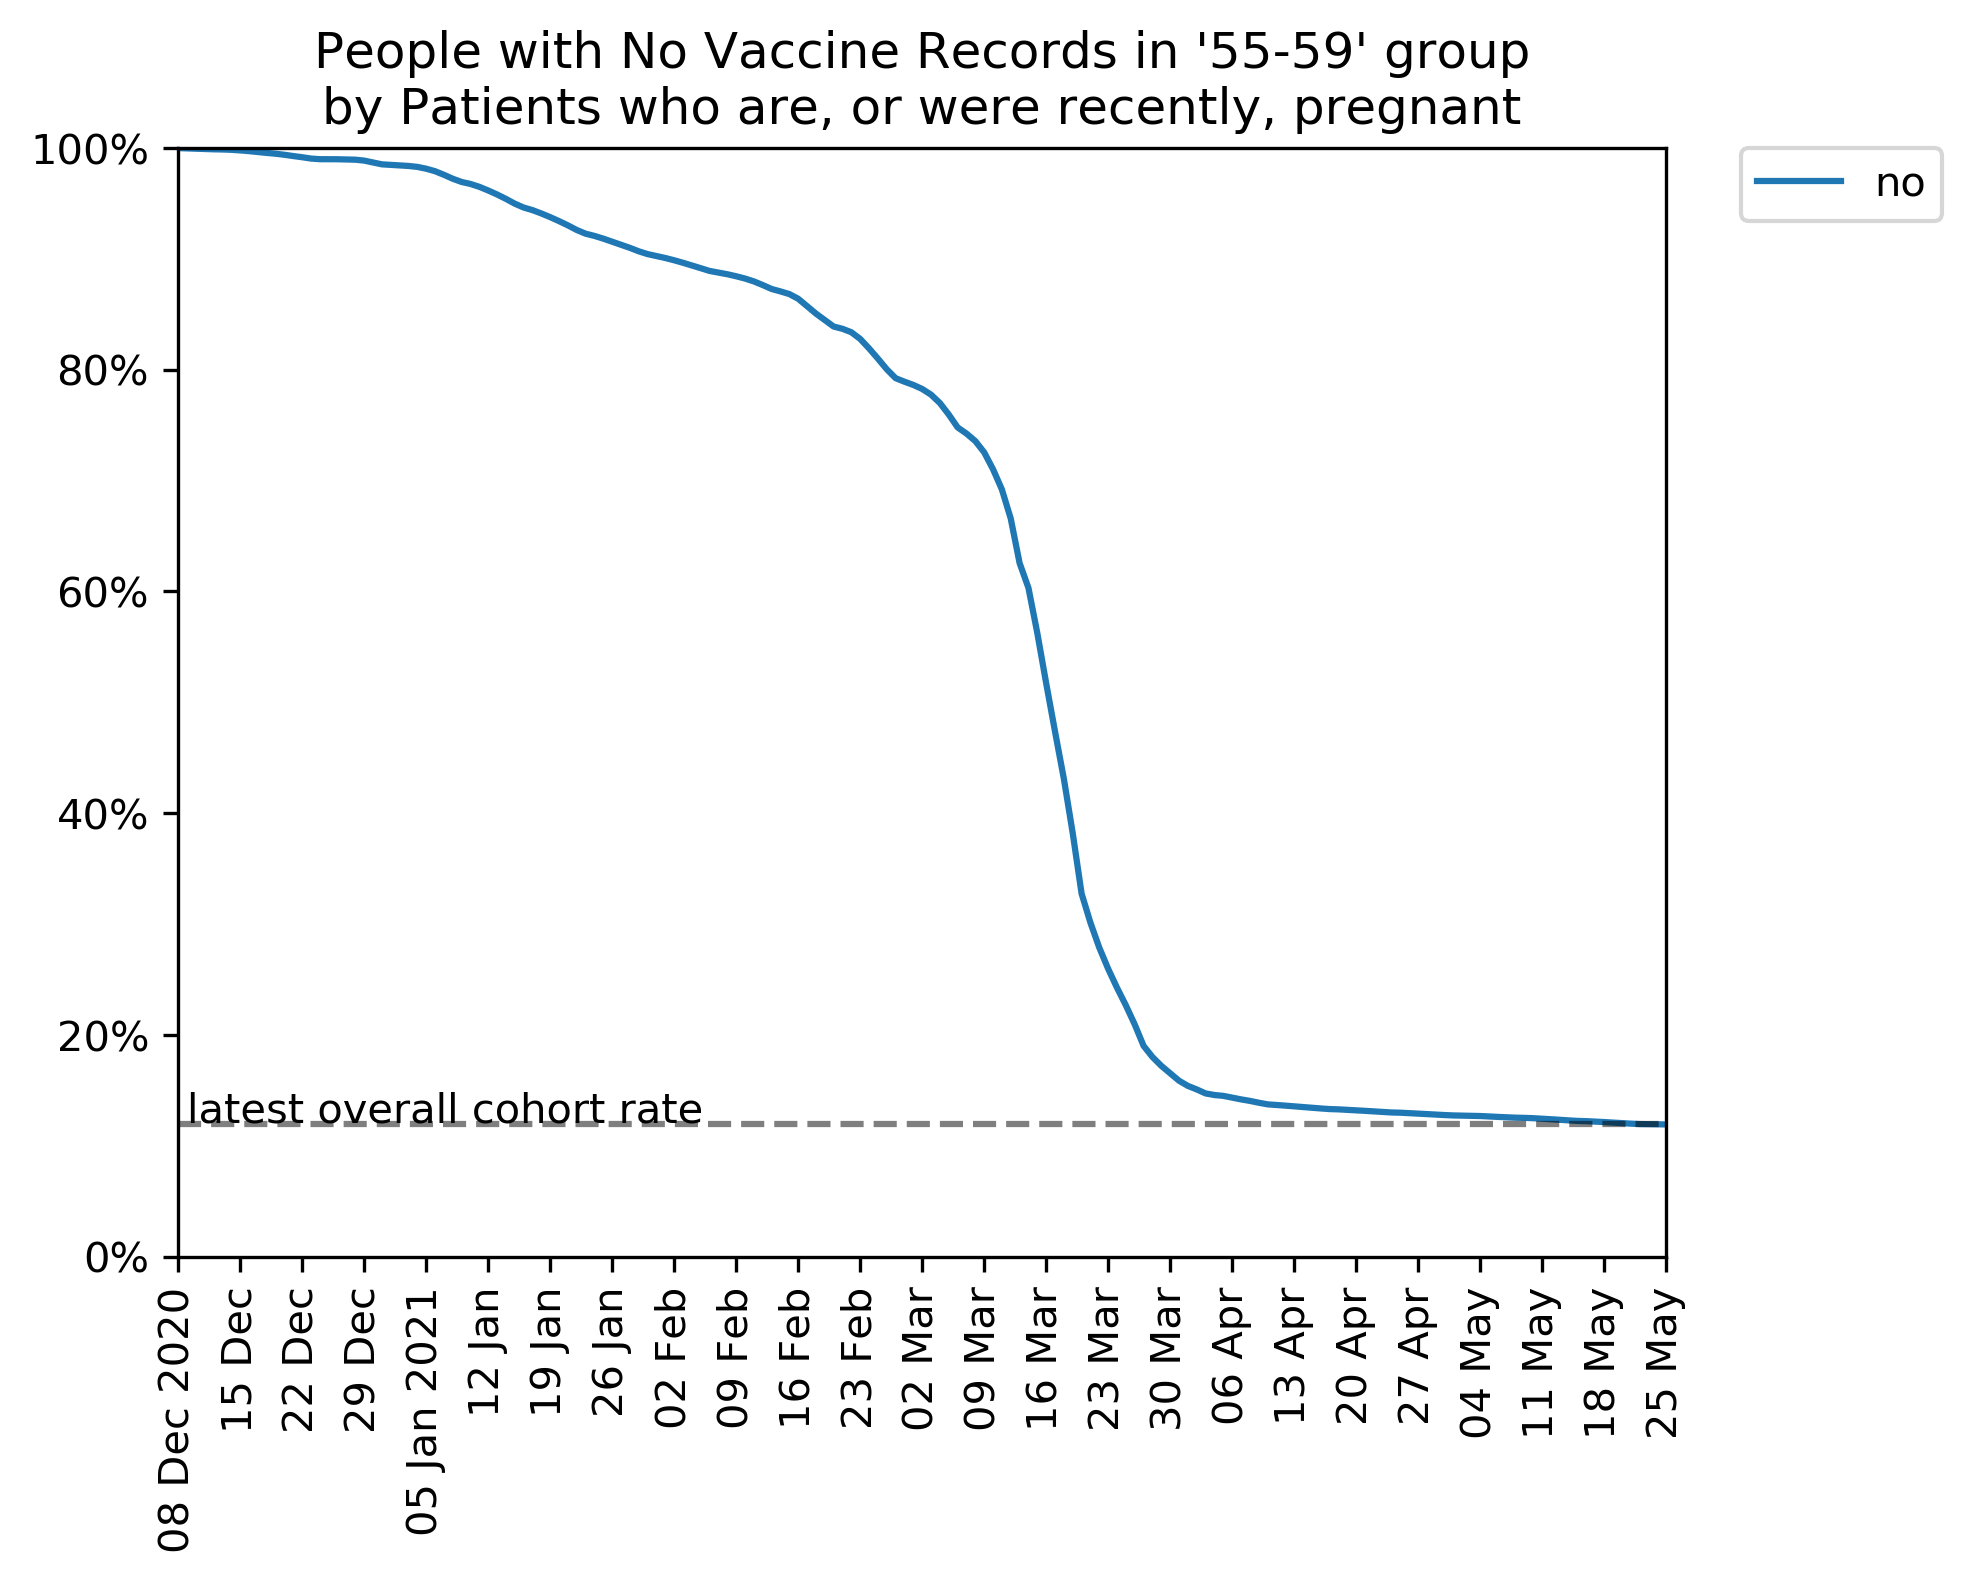 People with No Vaccine Records in '55-59' group
by Patients who are, or were recently, pregnant
100%
80%
60%
40%
20%
0%
no
latest overall cohort rate
08 Dec 2020
15 Dec
22 Dec
29 Dec
05 Jan 2021
12 Jan
19 Jan
26 Jan
02 Feb
09 Feb
16 Feb
23 Feb
02 Mar
09 Mar
16 Mar
23 Mar
30 Mar
06 Apr
13 Apr
20 Apr
27 Apr
04 May
11 May
18 May
25 May